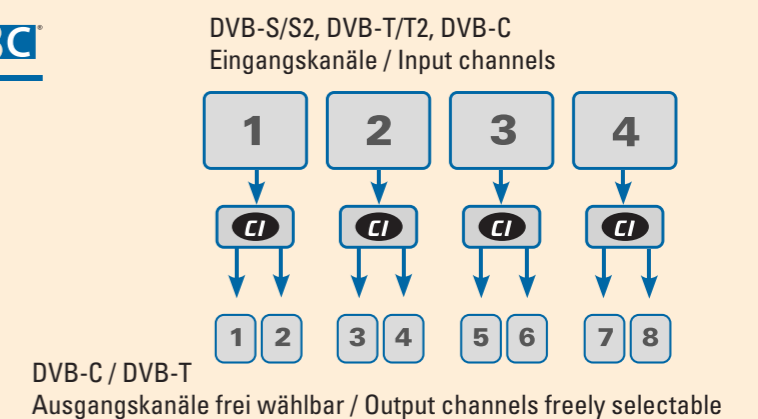 DVB-S/S2, DVB-T/T2, DVB-C
BC®
Eingangskanäle / Input channels
1 2 3 4
CI CI CI CI
1 2 3 4 5 6 7 8
DVB-C / DVB-T
Ausgangskanäle frei wählbar / Output channels freely selectable